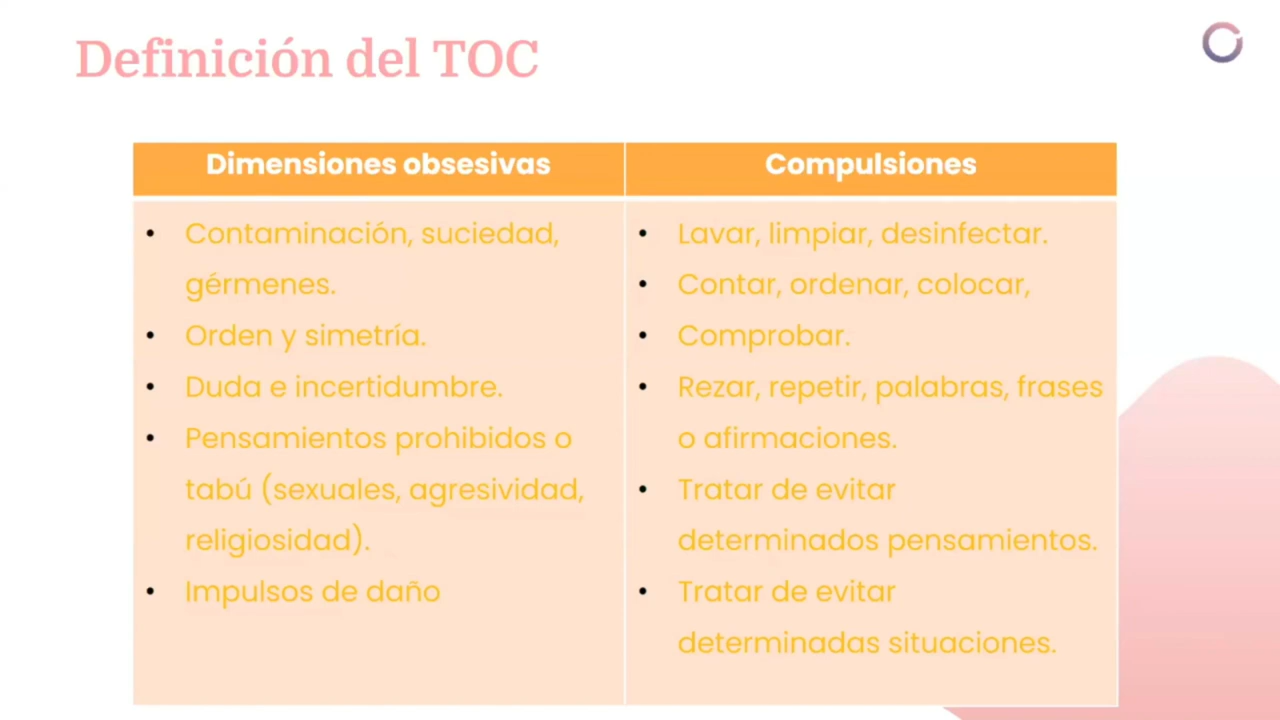 Definición del TOC
Dimensiones obsesivas
Contaminación, suciedad,
gérmenes.
Orden y simetría.
Duda e incertidumbre.
Pensamientos prohibidos o
tabú (sexuales, agresividad,
religiosidad).
Impulsos de daño
Compulsiones
Lavar, limpiar, desinfectar.
Contar, ordenar, colocar,
Comprobar.
Rezar, repetir, palabras, frases
o afirmaciones.
Tratar de evitar
determinados pensamientos.
Tratar de evitar
determinadas situaciones.